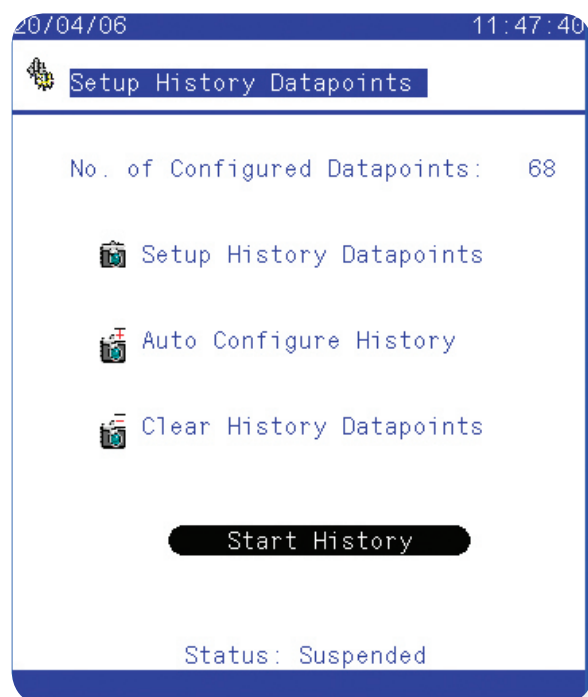 20/04/06 11:47:40
Setup History Datapoints
No. of Configured Datapoints: 68
Setup History Datapoints
Auto Configure History
Clear History Datapoints
Start History
Status: Suspended